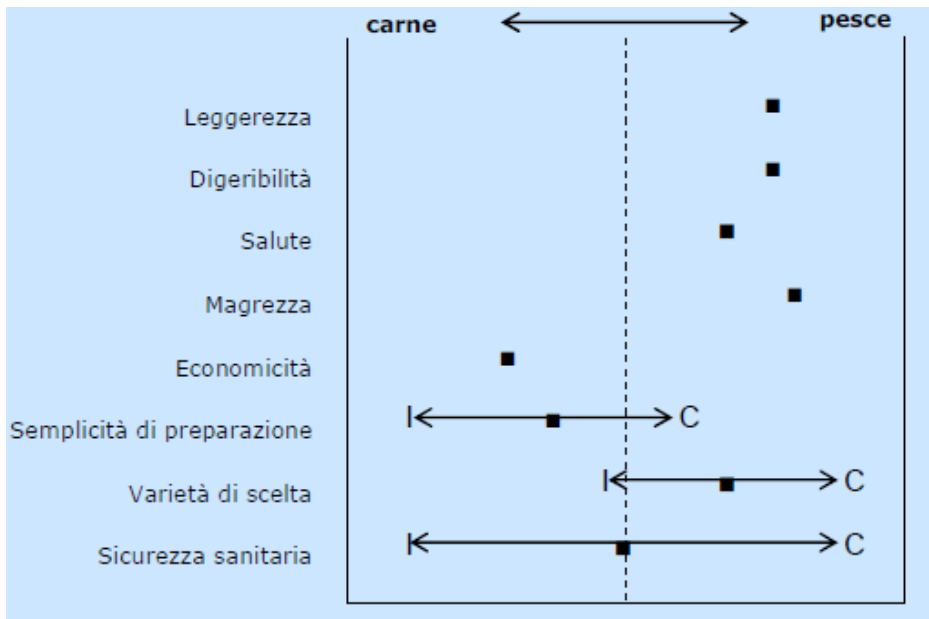 carne pesce
Leggerezza
Digeribilità
Salute
Magrezza
Economicità
Semplicità di preparazione I C
Varietà di scelta I C
Sicurezza sanitaria I C